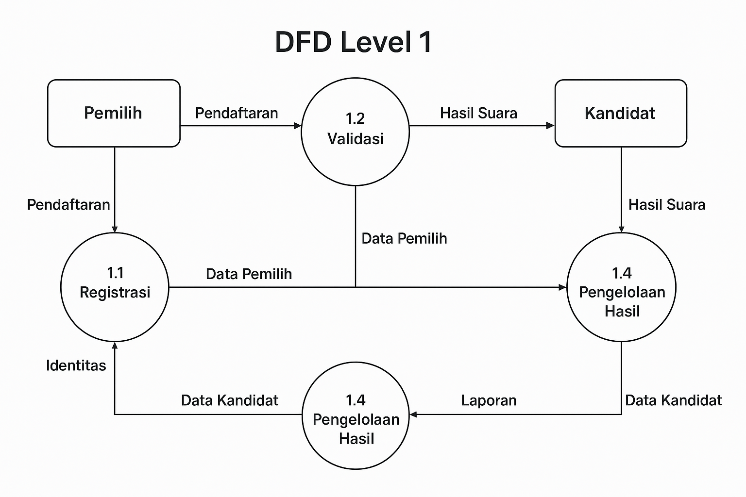 DFD Level 1
Pemilih
Pendaftaran
1.2
Validasi
Hasil Suara
Kandidat
Pendaftaran
Hasil Suara
Data Pemilih
1.1
Registrasi
Data Pemilih
1.4
Pengelolaan
Hasil
Identitas
Data Kandidat
1.4
Pengelolaan
Hasil
Laporan
Data Kandidat